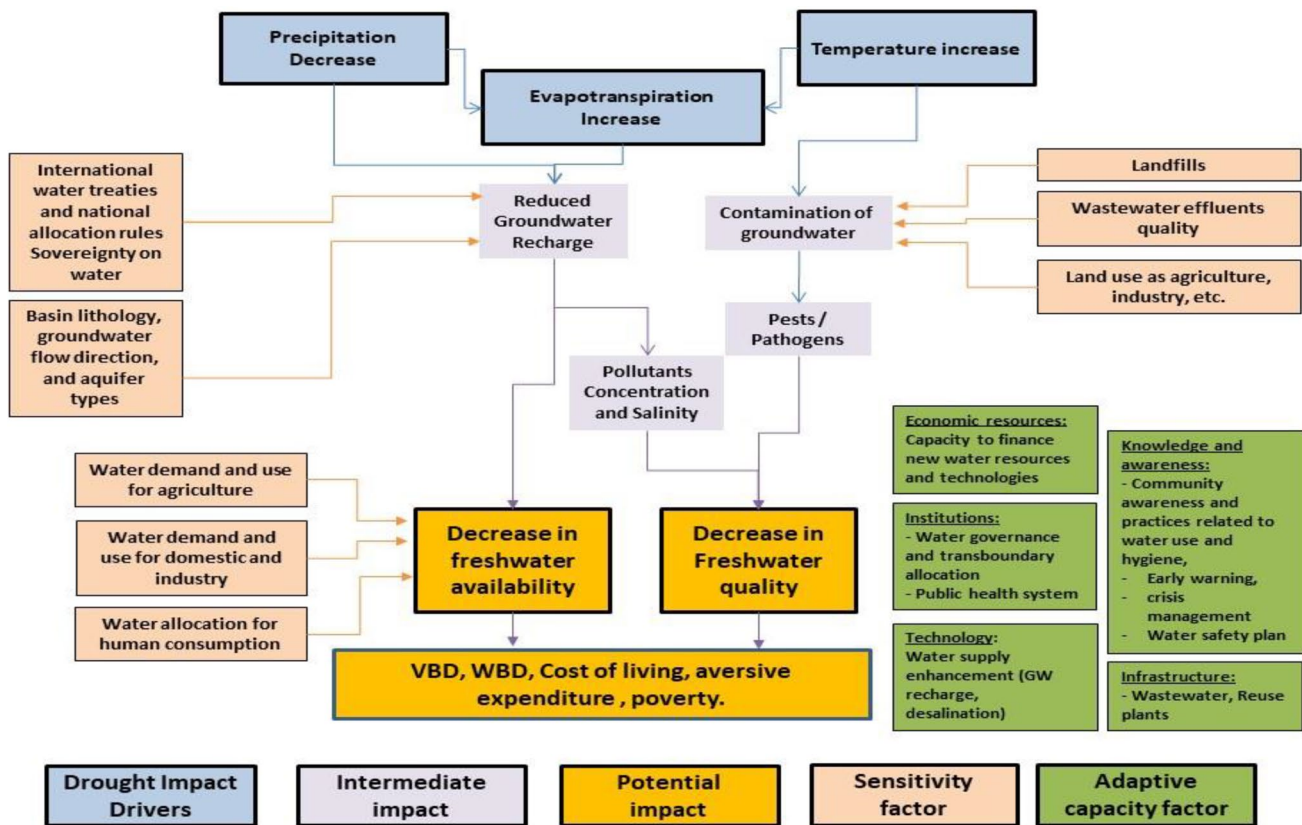 Precipitation
Decrease
Temperature increase
Evapotranspiration
Increase
International
water treaties
and national
allocation rules
Sovereignty on
water
Reduced
Groundwater
Recharge
Contamination of
groundwater
Landfills
Wastewater effluents
quality
Land use as agriculture,
industry, etc.
Basin lithology,
groundwater
flow direction,
and aquifer
types
Pests /
Pathogens
Pollutants
Concentration
and Salinity
Water demand and use
for agriculture
Water demand and
use for domestic and
industry
Water allocation for
human consumption
Decrease in
freshwater
availability
Decrease in
Freshwater
quality
VBD, WBD, Cost of living, aversive
expenditure , poverty.
Economic resources:
Capacity to finance
new water resources
and technologies
Institutions:
- Water governance
and transboundary
allocation
- Public health system
Technology:
Water supply
enhancement (GW
recharge,
desalination)
Knowledge and
awareness:
- Community
awareness and
practices related to
water use and
hygiene,
- Early warning,
- crisis
management
- Water safety plan
Infrastructure:
- Wastewater, Reuse
plants
Drought Impact
Drivers
Intermediate
impact
Potential
impact
Sensitivity
factor
Adaptive
capacity factor